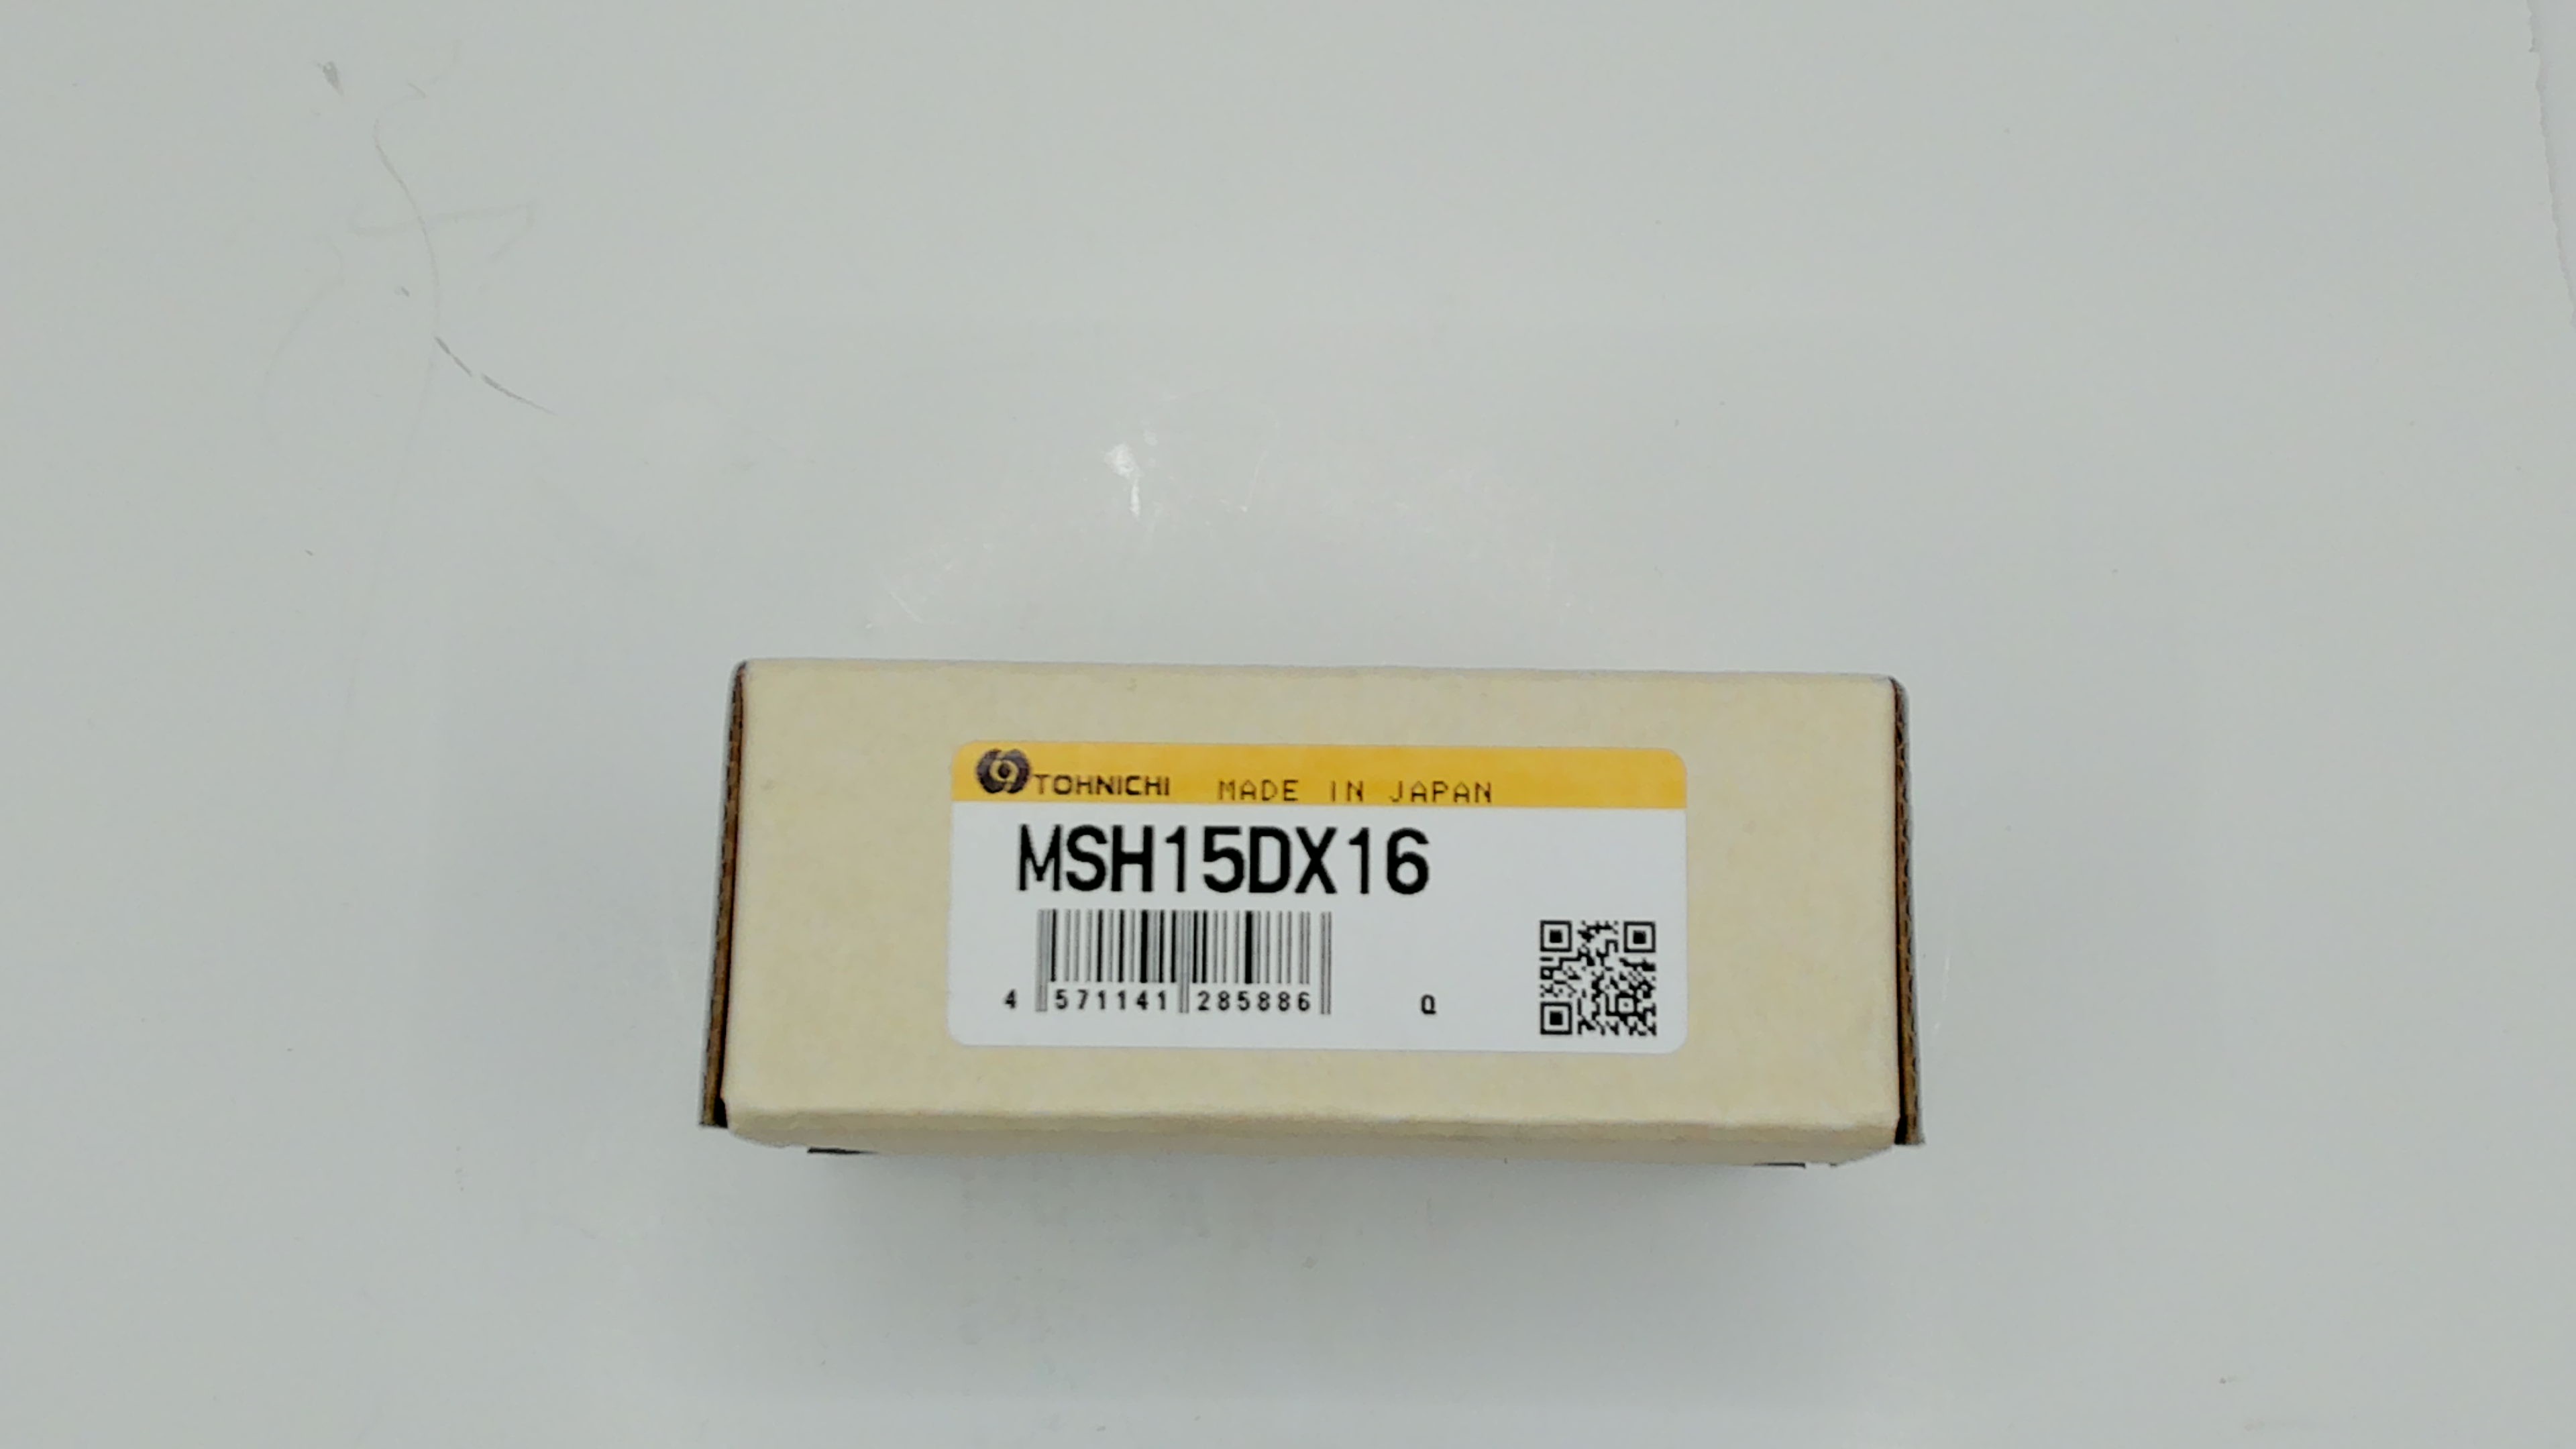 TOHNICHI MADE IN JAPAN
MSH15DX16
4 571141 285886 Q